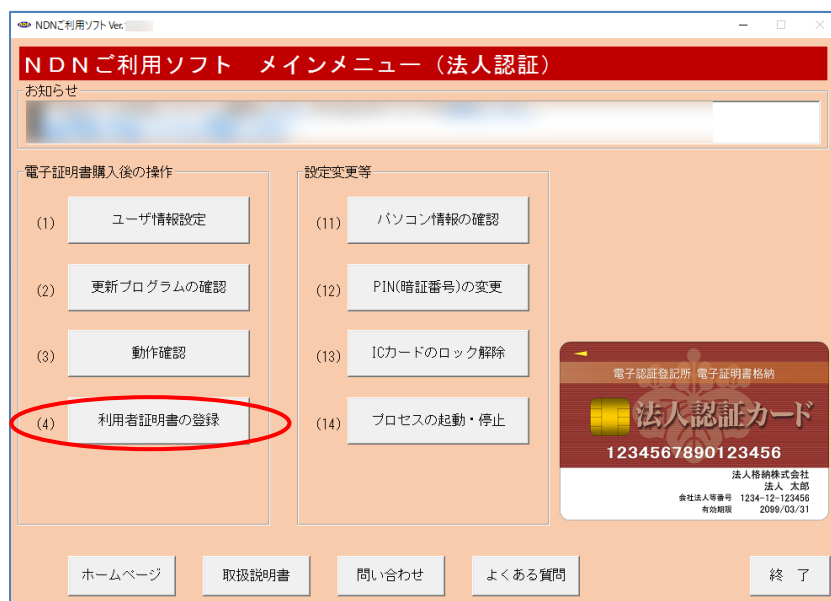 NDNご利用ソフト Ver.
NDNご利用ソフト メインメニュー（法人認証）
お知らせ
電子証明書購入後の操作
(1) ユーザ情報設定
(2) 更新プログラムの確認
(3) 動作確認
(4) 利用者証明書の登録
設定変更等
(11) パソコン情報の確認
(12) PIN(暗証番号)の変更
(13) ICカードのロック解除
(14) プロセスの起動・停止
電子認証登記所 電子証明書格納
法人認証カード
1234567890123456
法人格納株式会社
法人 太郎
会社法人等番号 1234-12-123456
有効期限 2099/03/31
ホームページ
取扱説明書
問い合わせ
よくある質問
終 了